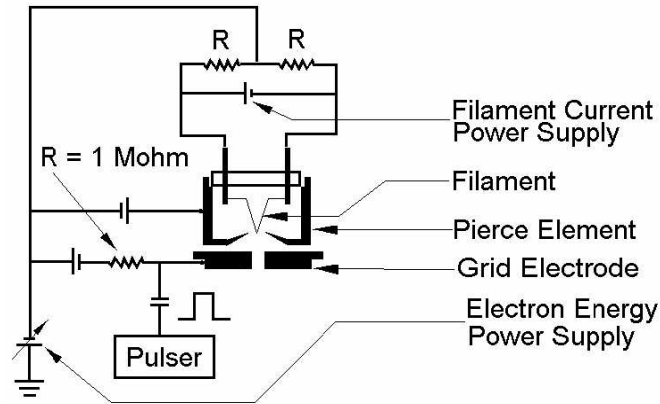 R R
Filament Current
Power Supply
R = 1 Mohm
Filament
Pierce Element
Grid Electrode
Electron Energy
Power Supply
Pulser